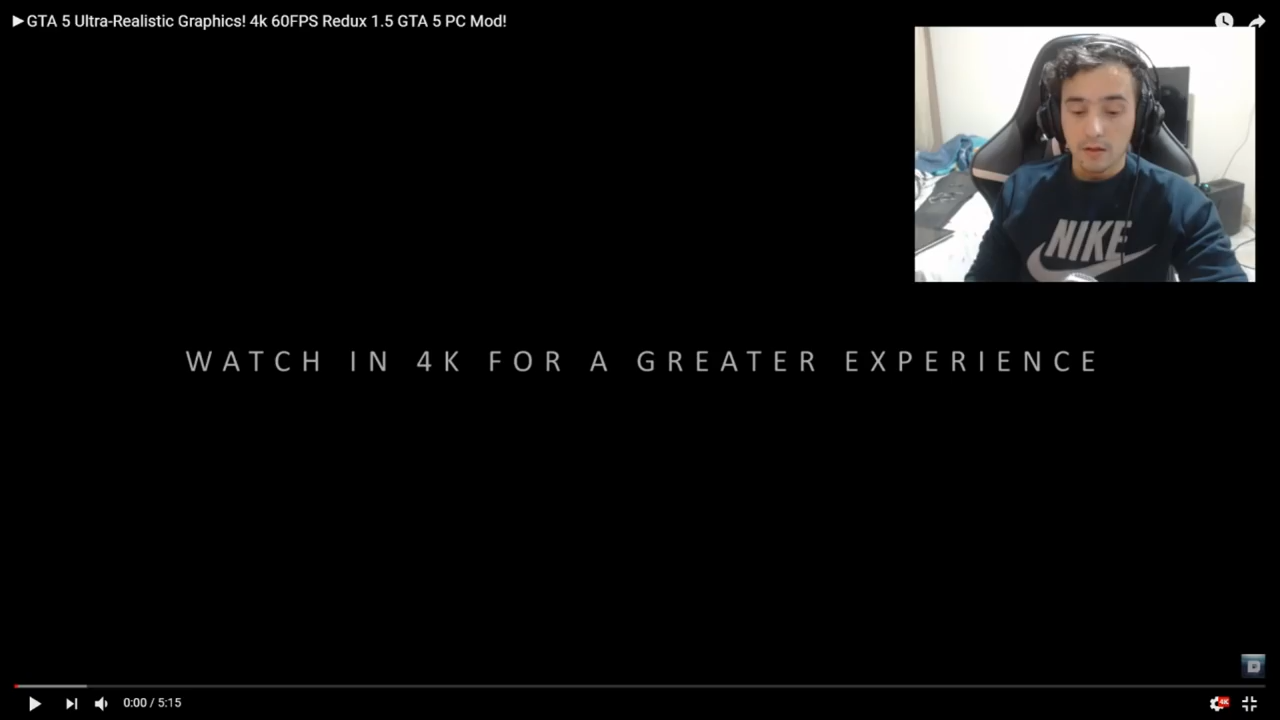 ►GTA 5 Ultra-Realistic Graphics! 4k 60FPS Redux 1.5 GTA 5 PC Mod!
NIKE
WATCH IN 4K FOR A GREATER EXPERIENCE
D
0:00 / 5:15
4K